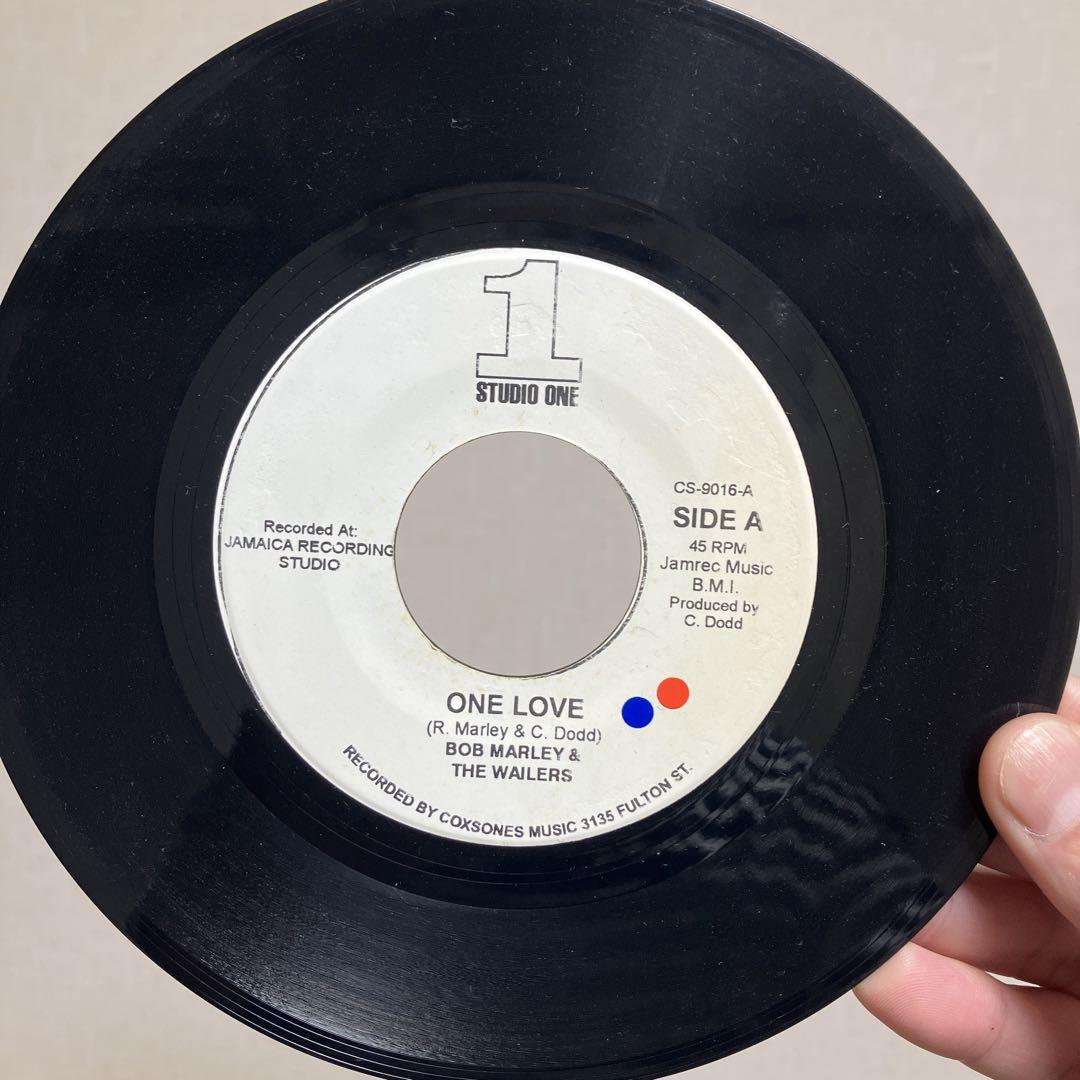 1
STUDIO ONE
Recorded At:
JAMAICA RECORDING
STUDIO
CS-9016-A
SIDE A
45 RPM
Jamrec Music
B.M.I.
Produced by
C. Dodd
ONE LOVE
(R. Marley & C. Dodd)
BOB MARLEY &
THE WAILERS
RECORDED BY COXSONES MUSIC 3135 FULTON ST.